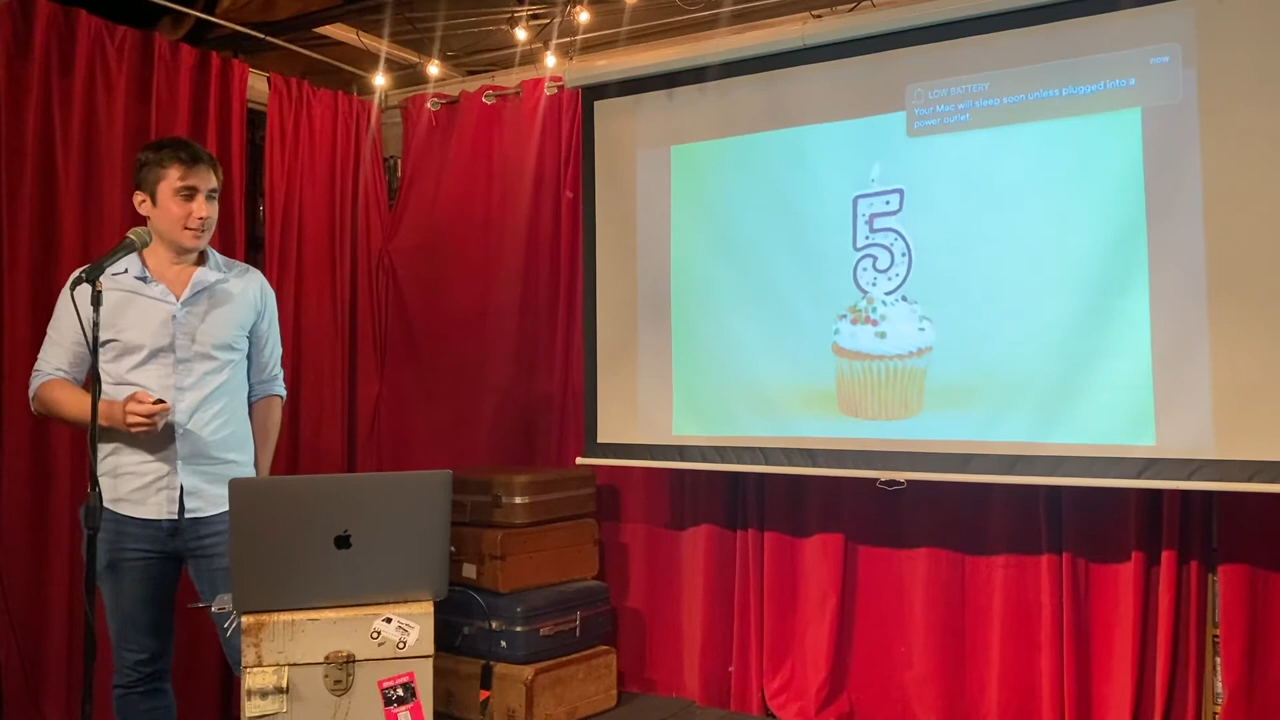 now
LOW BATTERY
Your Mac will sleep soon unless plugged into a
power outlet.
5